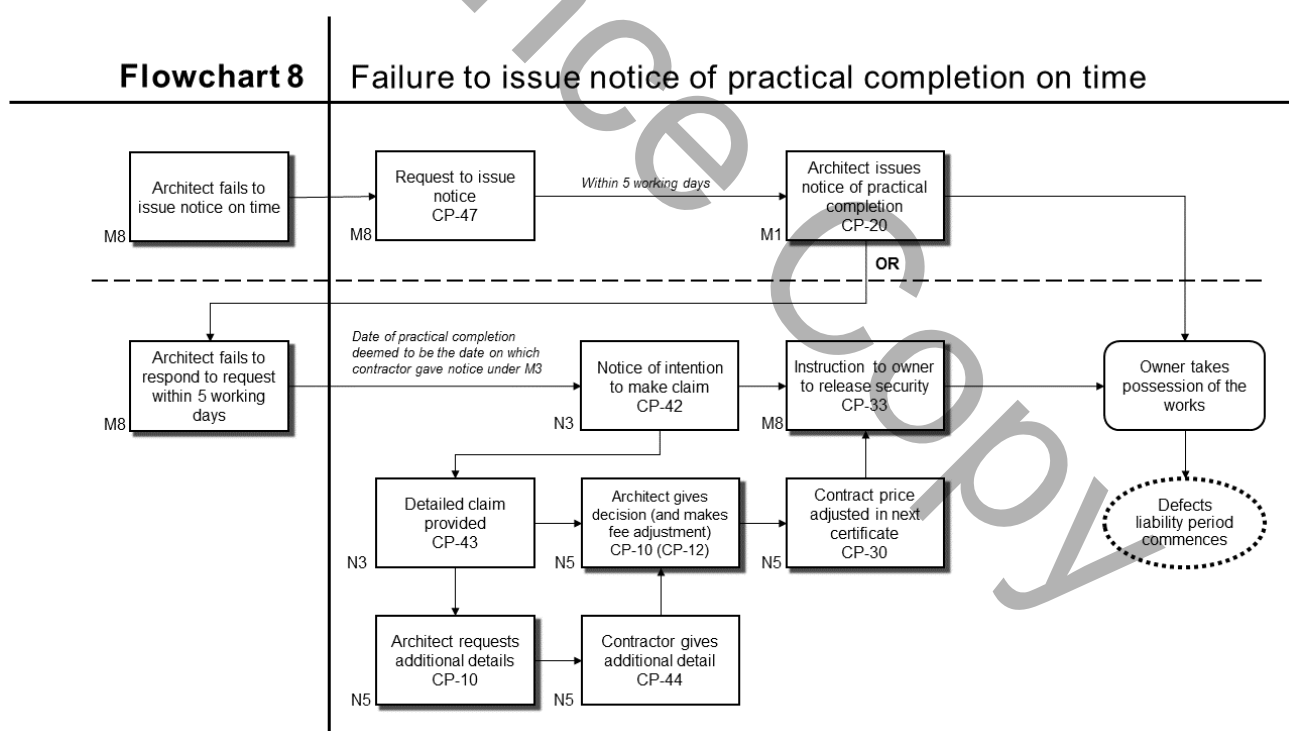 Flowchart 8
Failure to issue notice of practical completion on time
Architect fails to
issue notice on time
M8
Request to issue
notice
CP-47
M8
Within 5 working days
Architect issues
notice of practical
completion
CP-20
M1
OR
Architect fails to
respond to request
within 5 working
days
M8
Date of practical completion
deemed to be the date on which
contractor gave notice under M3
Notice of intention
to make claim
CP-42
N3
Instruction to owner
to release security
CP-33
M8
Owner takes
possession of the
works
Detailed claim
provided
CP-43
N3
Architect gives
decision (and makes
fee adjustment)
CP-10 (CP-12)
N5
Contract price
adjusted in next
certificate
CP-30
N5
Defects
liability period
commences
Architect requests
additional details
CP-10
N5
Contractor gives
additional detail
CP-44
N5
Copy